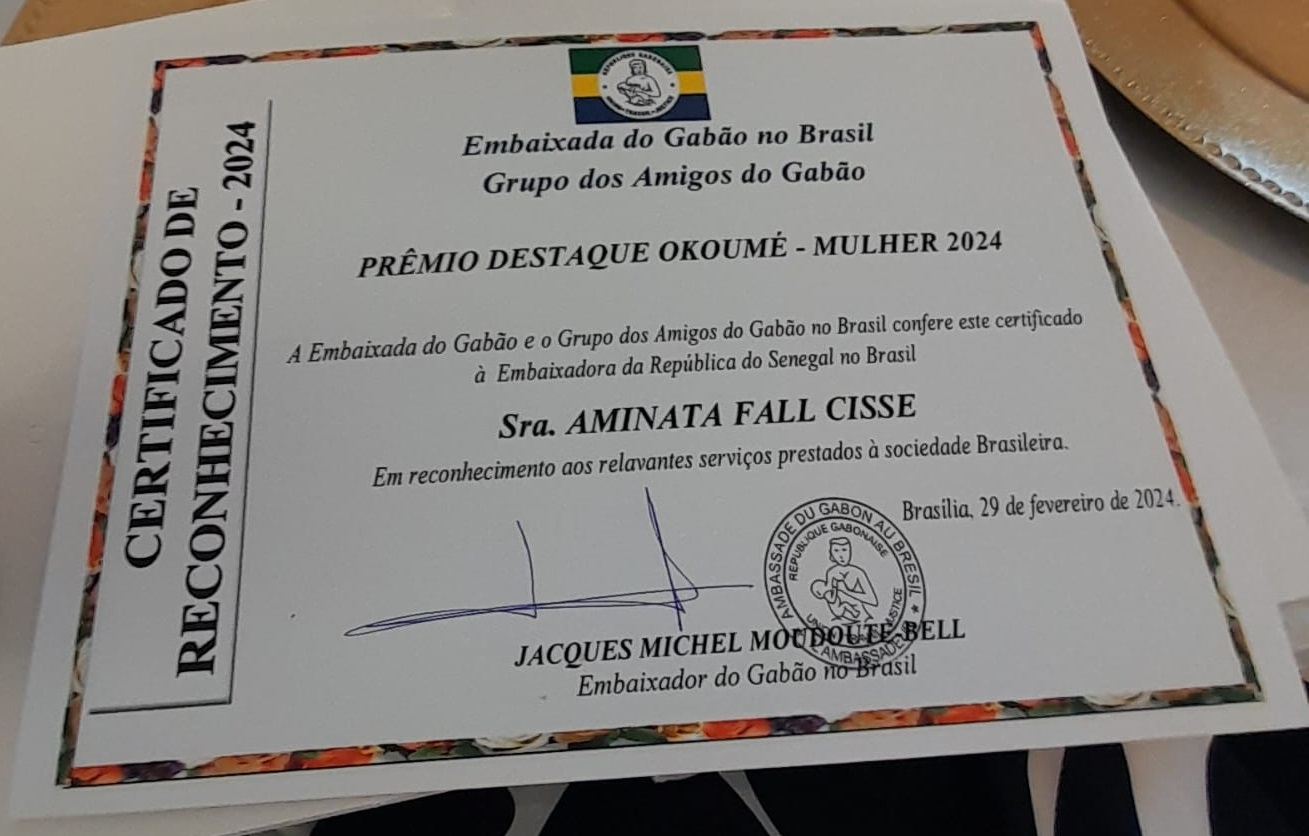 CERTIFICADO DE
RECONHECIMENTO - 2024
REPUBLIQUE GABONAISE
Embaixada do Gabão no Brasil
Grupo dos Amigos do Gabão
PRÊMIO DESTAQUE OKOUMÉ - MULHER 2024
A Embaixada do Gabão e o Grupo dos Amigos do Gabão no Brasil confere este certificado
à Embaixadora da República do Senegal no Brasil
Sra. AMINATA FALL CISSE
Em reconhecimento aos relavantes serviços prestados à sociedade Brasileira.
Brasília, 29 de fevereiro de 2024.
AMBASSADE DU GABON AU BRESIL
REPUBLIQUE GABONAISE
JUSTICE
JACQUES MICHEL MOUDOUTE-BELL
Embaixador do Gabão no Brasil